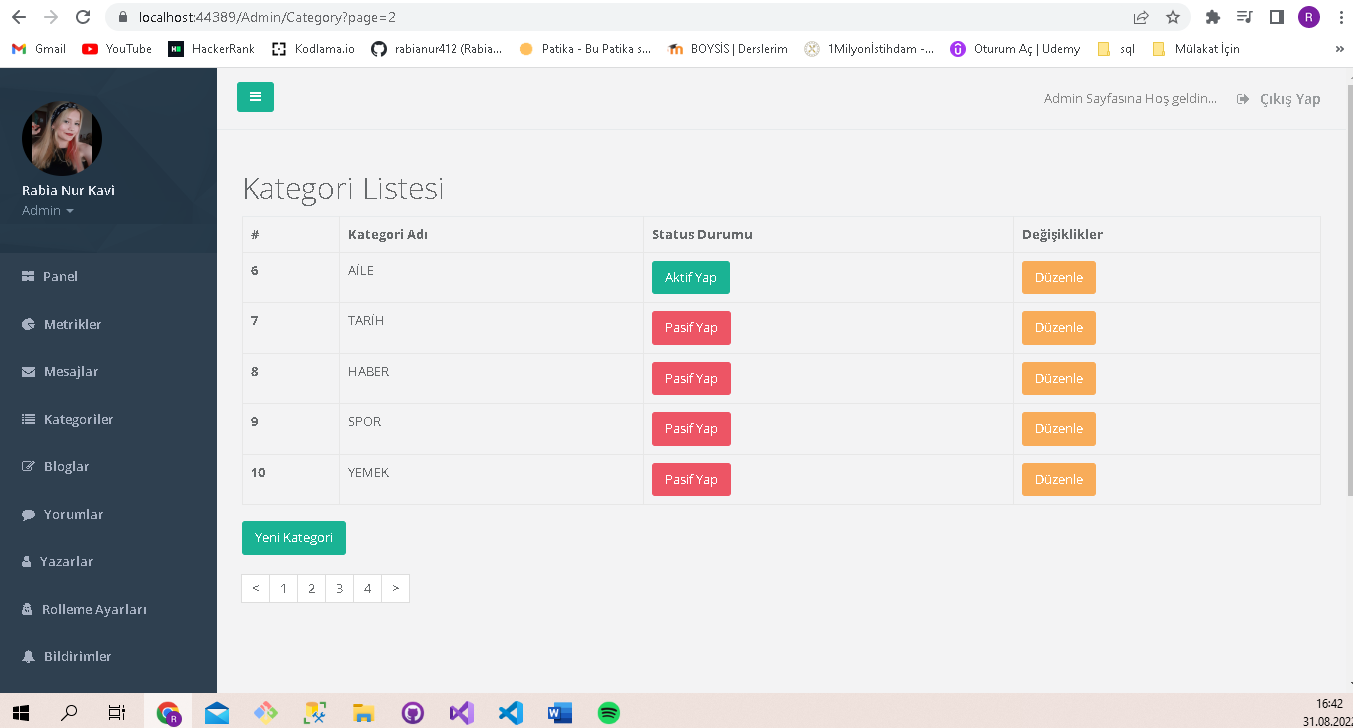 localhost:44389/Admin/Category?page=2
R
Gmail
YouTube
HackerRank
Kodlama.io
rabianur412 (Rabia...
Patika - Bu Patika s...
BOYSİS | Derslerim
1Milyonİstihdam -...
Oturum Aç | Udemy
sql
Mülakat İçin
»
Admin Sayfasına Hoş geldin...
Çıkış Yap
Rabia Nur Kavi
Admin
Panel
Metrikler
Mesajlar
Kategoriler
Bloglar
Yorumlar
Yazarlar
Rolleme Ayarları
Bildirimler
Kategori Listesi
# Kategori Adı Status Durumu Değişiklikler
6 AİLE Aktif Yap Düzenle
7 TARİH Pasif Yap Düzenle
8 HABER Pasif Yap Düzenle
9 SPOR Pasif Yap Düzenle
10 YEMEK Pasif Yap Düzenle
Yeni Kategori
< 1 2 3 4 >
16:42